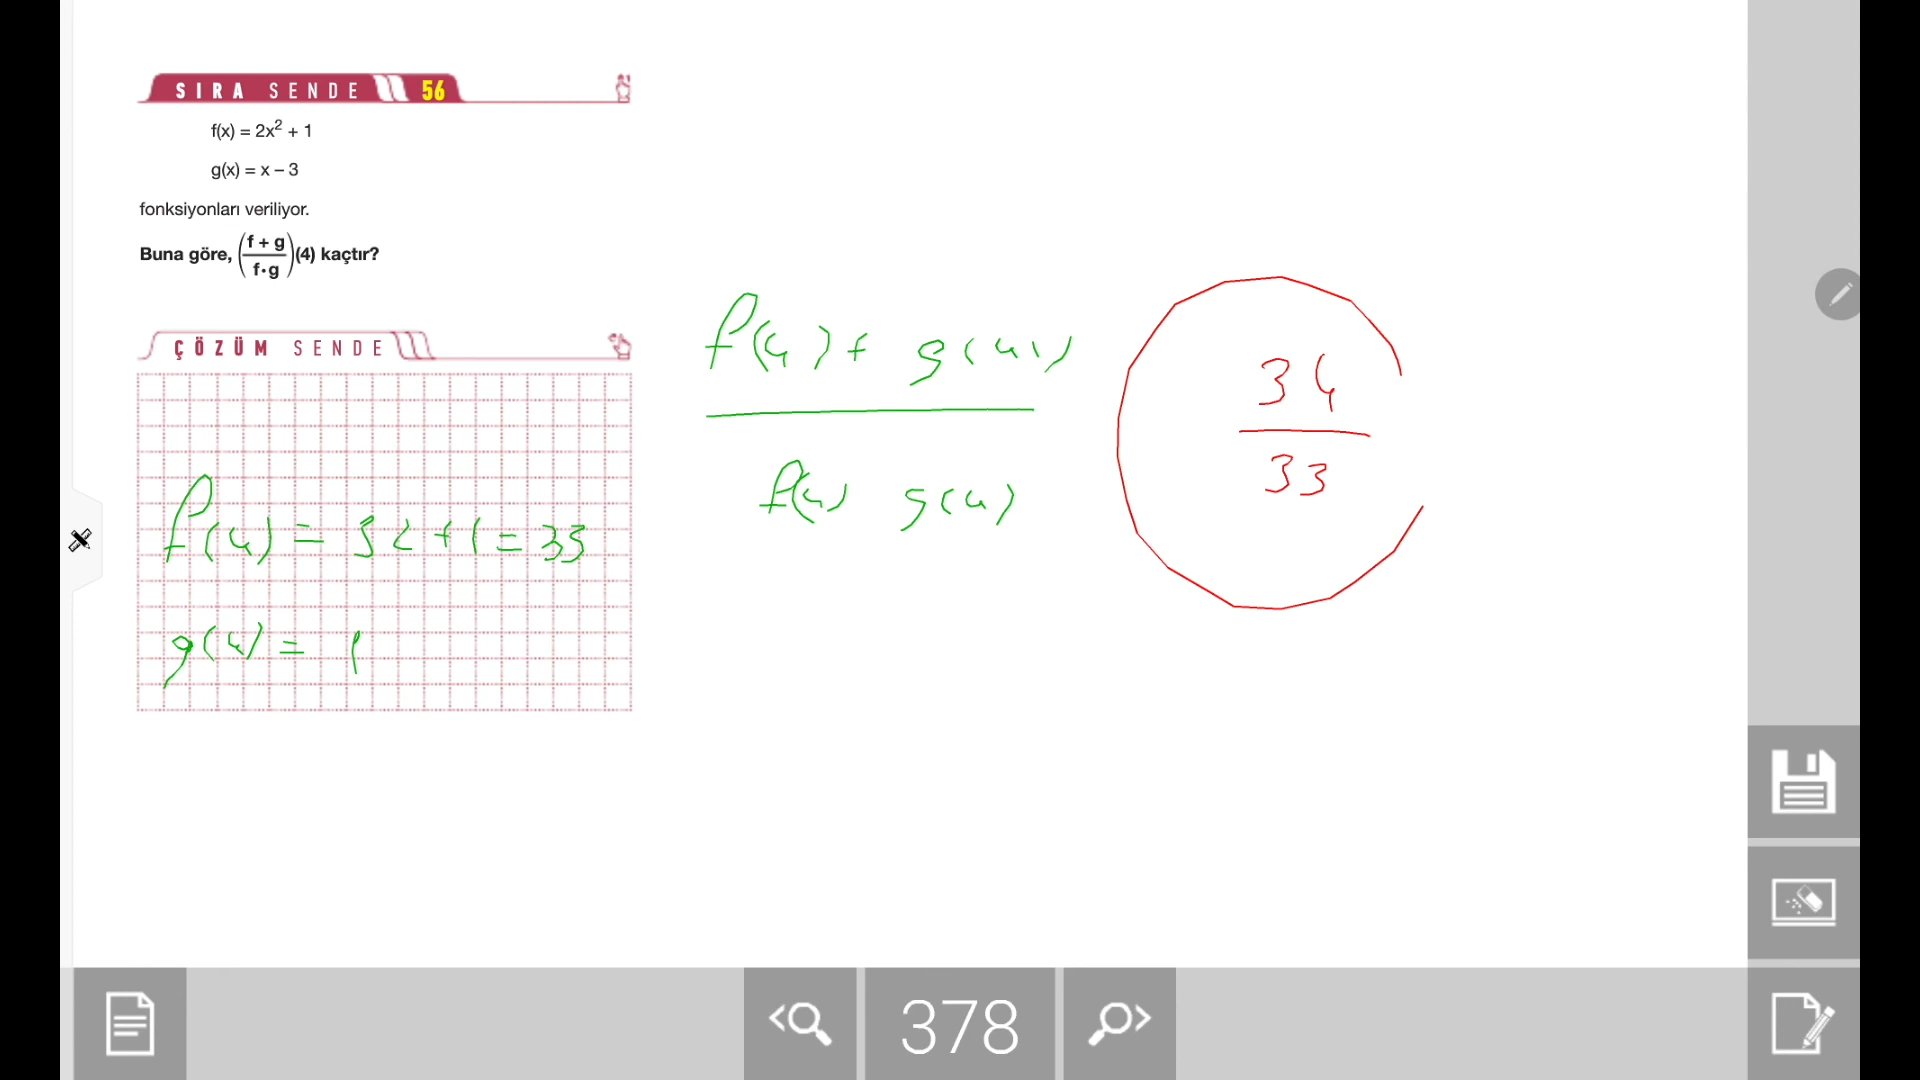 SIRA SENDE 56
f(x) = 2x² + 1
g(x) = x – 3
fonksiyonları veriliyor.
Buna göre, (f + g / f·g)(4) kaçtır?
ÇÖZÜM SENDE
f(4) = 32 + 1 = 33
g(4) = 1
f(4) + g(4)
f(4) g(4)
34
33
378